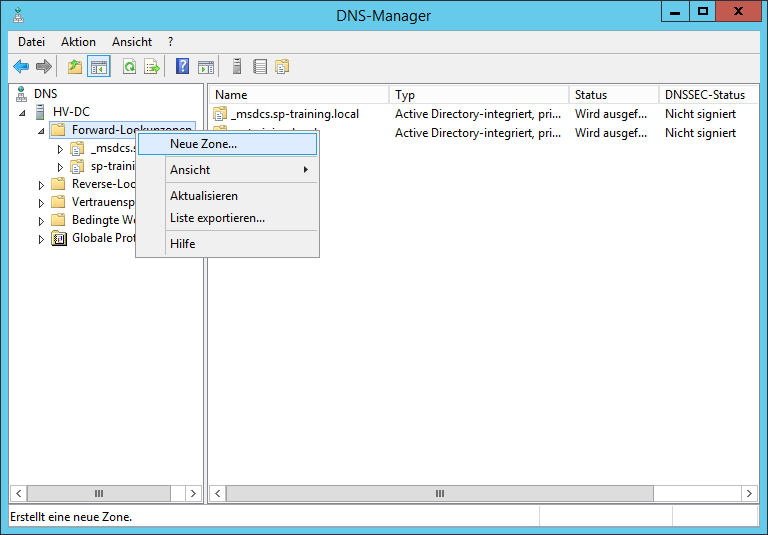 DNS-Manager
Datei Aktion Ansicht ?
DNS
HV-DC
Forward-Lookupzonen
_msdcs.s
sp-traini
Reverse-Loo
Vertrauensp
Bedingte We
Globale Prot
Neue Zone...
Ansicht
Aktualisieren
Liste exportieren...
Hilfe
Name Typ Status DNSSEC-Status
_msdcs.sp-training.local Active Directory-integriert, pri... Wird ausgef... Nicht signiert
Active Directory-integriert, pri... Wird ausgef... Nicht signiert
Erstellt eine neue Zone.